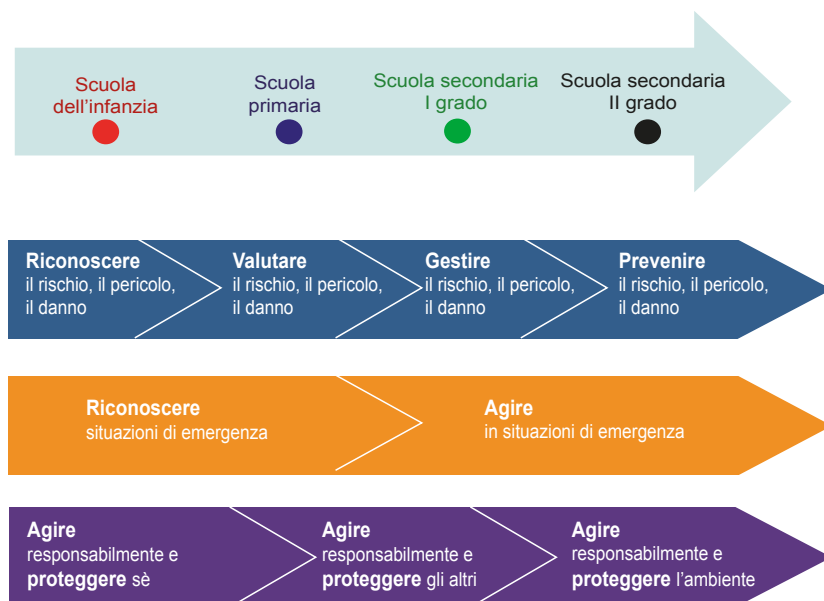 Scuola
dell'infanzia
Scuola
primaria
Scuola secondaria
I grado
Scuola secondaria
II grado
Riconoscere
il rischio, il pericolo,
il danno
Valutare
il rischio, il pericolo,
il danno
Gestire
il rischio, il pericolo,
il danno
Prevenire
il rischio, il pericolo,
il danno
Riconoscere
situazioni di emergenza
Agire
in situazioni di emergenza
Agire
responsabilmente e
proteggere sè
Agire
responsabilmente e
proteggere gli altri
Agire
responsabilmente e
proteggere l'ambiente